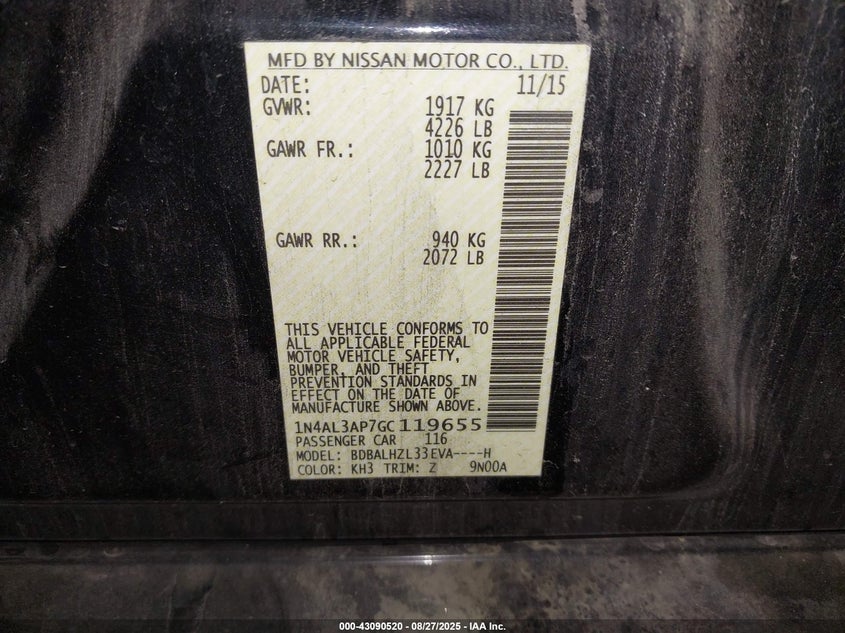 MFD BY NISSAN MOTOR CO., LTD.
DATE: 11/15
GVWR: 1917 KG
4226 LB
GAWR FR.: 1010 KG
2227 LB
GAWR RR.: 940 KG
2072 LB
THIS VEHICLE CONFORMS TO
ALL APPLICABLE FEDERAL
MOTOR VEHICLE SAFETY,
BUMPER, AND THEFT
PREVENTION STANDARDS IN
EFFECT ON THE DATE OF
MANUFACTURE SHOWN ABOVE.
1N4AL3AP7GC119655
PASSENGER CAR 116
MODEL: BDBALHZL33EVA----H
COLOR: KH3 TRIM: Z 9N00A
000-43090520 - 08/27/2025 - IAA Inc.